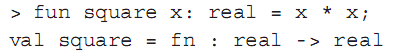 > fun square x: real = x * x;
val square = fn : real -> real